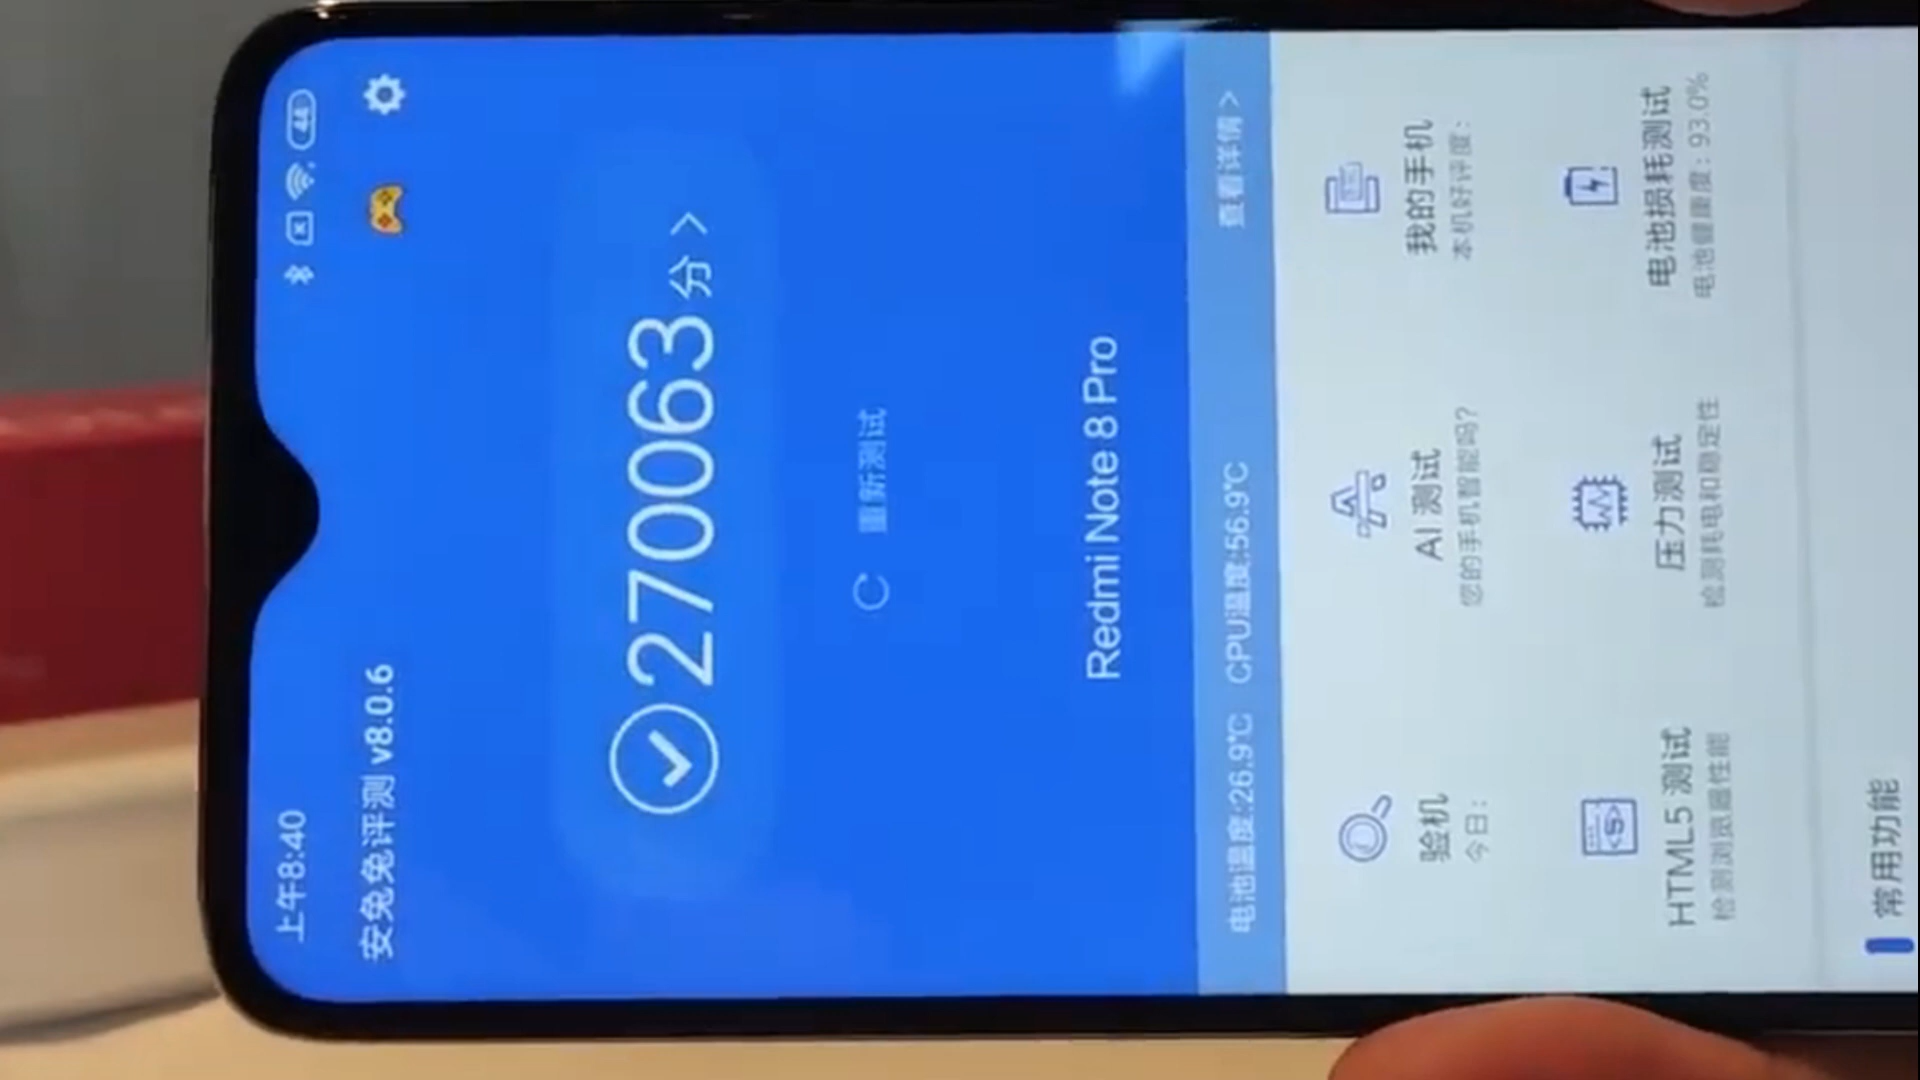 上午8:40
44
安兔兔评测 v8.0.6
270063分 >
重新测试
Redmi Note 8 Pro
电池温度:26.9℃ CPU温度:56.9℃ 查看详情 >
验机
今日:
AI 测试
您的手机智能吗?
我的手机
本机好评度:
HTML5 测试
检测浏览器性能
压力测试
检测耗电和稳定性
电池损耗测试
电池健康度: 93.0%
常用功能